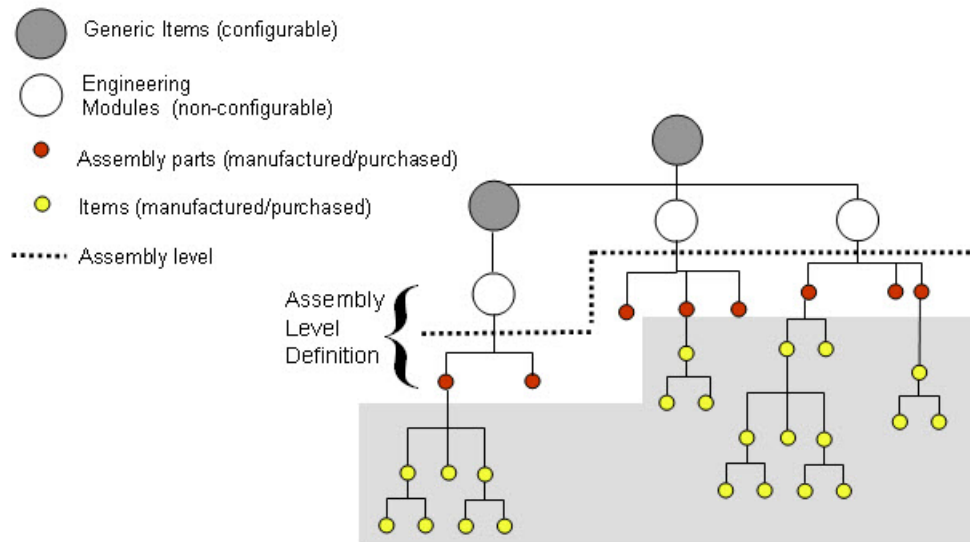 Generic Items (configurable)
Engineering
Modules (non-configurable)
Assembly parts (manufactured/purchased)
Items (manufactured/purchased)
Assembly level
Assembly
Level
Definition